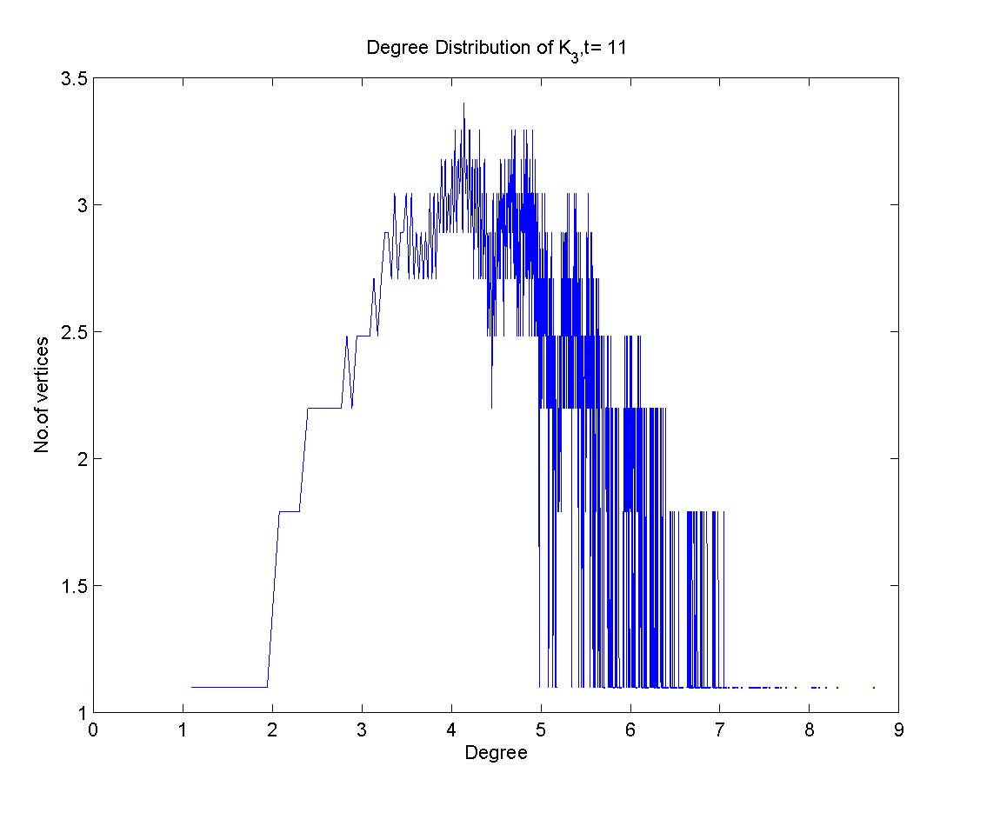 Degree Distribution of K3,t= 11
3.5
3
2.5
2
1.5
1
No.of vertices
0 1 2 3 4 5 6 7 8 9
Degree